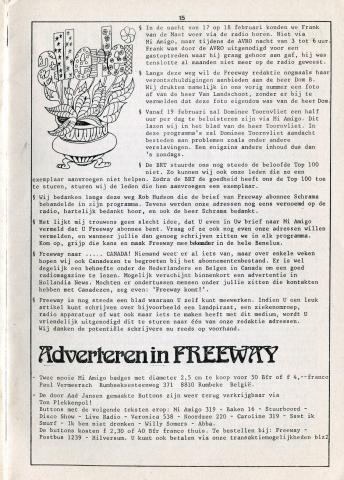 15
§ In de nacht van 17 op 18 februari konden we Frank
van de Mast weer via de radio horen. Niet via
Mi Amigo, maar tijdens de AVRO nacht van 3 tot 6 uur.
Frank was door de AVRO uitgenodigd voor een
gastoptreden waar hij graag gehoor aan gaf, hij was
tenslotte al maanden niet meer op de radio geweest.
§ Langs deze weg wil de Freeway redaktie nogmaals haar
verontschuldigingen aanbieden aan de heer Dom B.
Wij drukten namelijk in ons vorig nummer een foto
af van de heer Van Landschoot, zonder er bij te
vermelden dat deze foto eigendom was van de heer Dom.
§ Vanaf 19 februari zal Dominee Toornvliet een half
uur per dag te beluisteren zijn via Mi Amigo. Dit
lazen wij in het blad van de heer Toornvliet. In
deze programma's zal Dominee Toornvliet aandacht
besteden aan problemen zoals onder andere
verslavingen. Een enigzins andere inhoud dus dan
's zondags.
§ De BRT stuurde ons nog steeds de beloofde Top 100
niet. Zo kunnen wij ook onze leden die zo een
exemplaar aanvroegen niet helpen. Zodra de BRT de goedheid heeft ons de Top 100 toe
te sturen, sturen wij de leden die hem aanvroegen een exemplaar.
§ Wij bedanken langs deze weg Rob Hudson die de brief van Freeway abonnee Schrama
behandelde in zijn programma. Tevens werden onze adressen nog eens vernoemd op de
radio, hartelijk bedankt hoor, en ook de heer Schrama bedankt.
§ Het lijkt mij trouwens geen slecht idee, dat U even in Uw brief naar Mi Amigo
vermeld dat U Freeway abonnee bent. Vraag of ze ook nog even onze adressen willen
vermelden, en wanneer jullie dan genoeg schrijven zitten we in elk programma.
Kom op, grijp die kans en maak Freeway mee bekender in de hele Benelux.
§ Freeway naar ..... CANADA! Niemand weet er al iets van, maar over enkele weken
hopen wij ook Canadezen te begroeten bij het abonnementenbestand. Er is wel
degelijk een behoefte onder de Nederlanders en Belgen in Canada om een goed
radiomagazine te lezen. Mogelijk verschijnt binnenkort een advertentie in
Hollandia News. Mochten er ondertussen mensen onder jullie zitten die kontakten
hebben met Canadezen, zeg even: "Freeway komt!".
§ Freeway is nog steeds een blad waaraan U zelf kunt meewerken. Indien U een leuk
artikel kunt schrijven over bijvoorbeeld een landpiraat, een ziekenomroep,
radio apparatuur of wat ook maar iets te maken heeft met dit medium, wordt U
vriendelijk uitgenodigd dit te sturen naar één van onze redaktie adressen.
Wij danken de potentiële schrijvers nu reeds op voorhand.
Adverteren in FREEWAY
- Twee mooie Mi Amigo badges met diameter 2,5 cm te koop voor 50 Bfr of f 4,--franco
Paul Vermeersch Rumbeeksesteenweg 371 8810 Rumbeke België.
- De door Aad Jansen gemaakte Buttons zijn weer terug verkrijgbaar via
Ton Plekkenpol!
Buttons met de volgende teksten erop: Mi Amigo 319 - Baken 16 - Stuurboord -
Disco Show - Live Radio - Veronica 538 - Noordzee 220 - Caroline 319 - Ssst ik
Smurf - Ik ben niet dronken - Willy Somers - Abba.
De buttons kosten f 2,30 of 40 Bfr franco thuis. Te bestellen bij: Freeway -
Postbus 1239 - Hilversum. U kunt ook betalen via onze transaktiemogelijkheden blz2